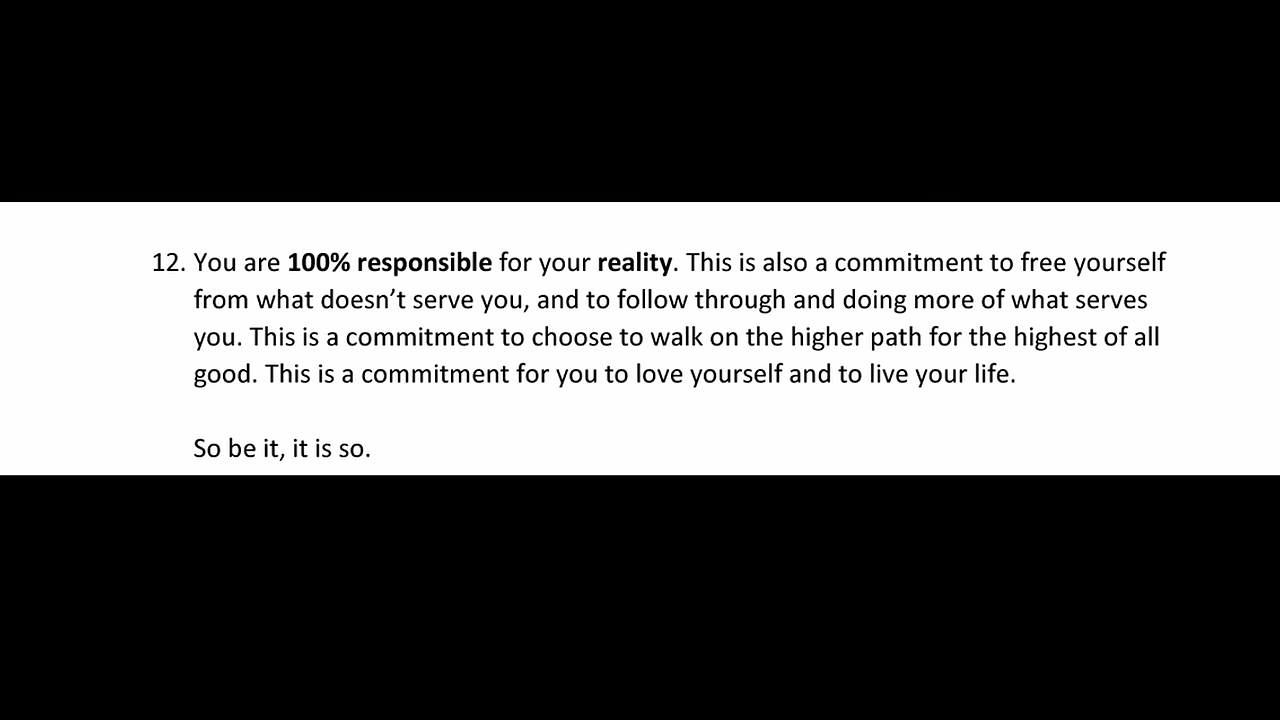 12. You are 100% responsible for your reality. This is also a commitment to free yourself
from what doesn’t serve you, and to follow through and doing more of what serves
you. This is a commitment to choose to walk on the higher path for the highest of all
good. This is a commitment for you to love yourself and to live your life.
So be it, it is so.